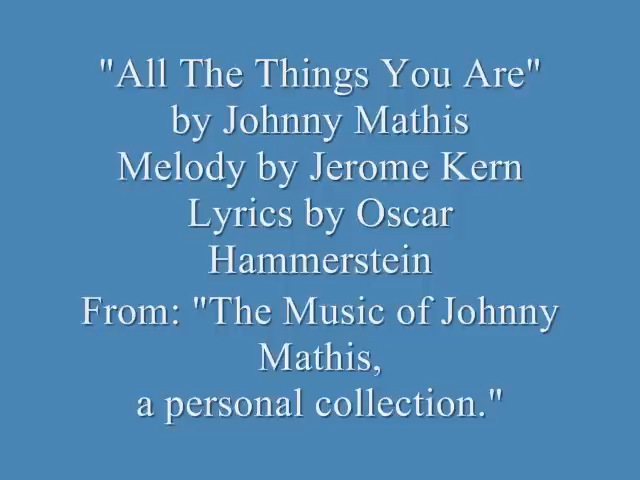 "All The Things You Are"
by Johnny Mathis
Melody by Jerome Kern
Lyrics by Oscar
Hammerstein
From: "The Music of Johnny
Mathis,
a personal collection."